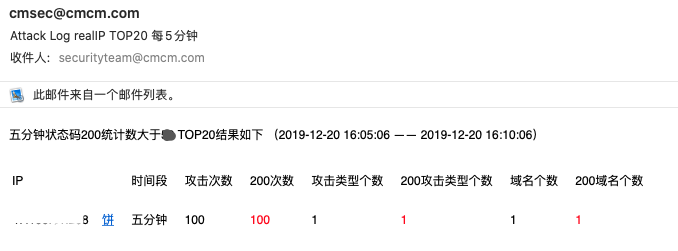 cmsec@cmcm.com
Attack Log realIP TOP20 每5分钟
收件人： securityteam@cmcm.com
此邮件来自一个邮件列表。
五分钟状态码200统计数大于 TOP20结果如下 （2019-12-20 16:05:06 —— 2019-12-20 16:10:06）
IP 时间段 攻击次数 200次数 攻击类型个数 200攻击类型个数 域名个数 200域名个数
8 饼 五分钟 100 100 1 1 1 1